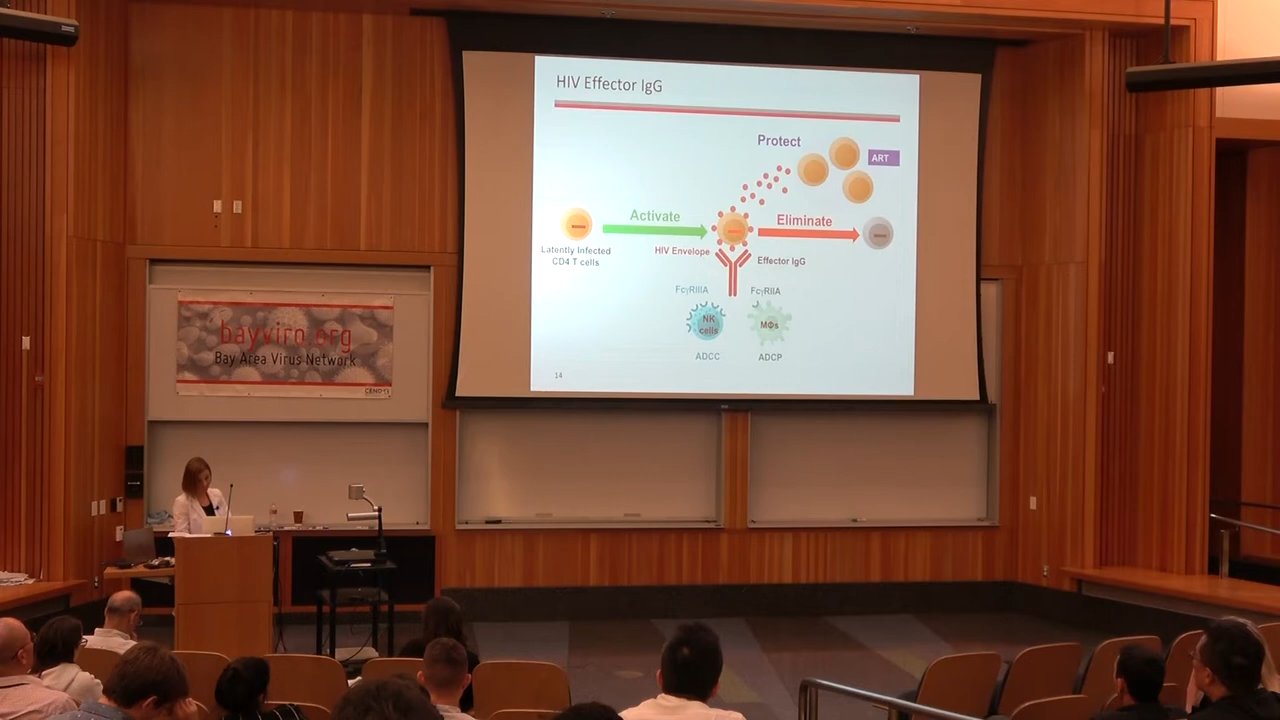 HIV Effector IgG
Protect
ART
Activate
Eliminate
Latently Infected
CD4 T cells
HIV Envelope
Effector IgG
FcγRIIIA
FcγRIIA
NK
cells
MΦs
ADCC
ADCP
14
bayviro.org
Bay Area Virus Network